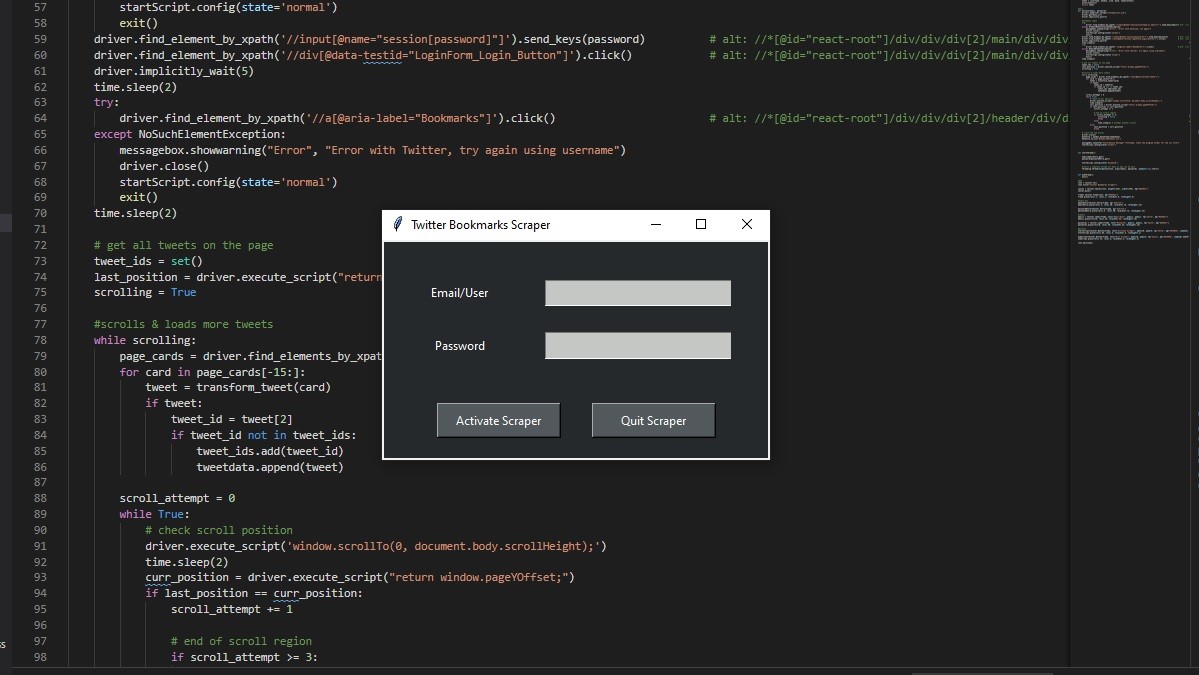 57 startScript.config(state='normal')
58 exit()
59 driver.find_element_by_xpath('//input[@name="session[password]"]').send_keys(password) # alt: //*[@id="react-root"]/div/div/div[2]/main/div/div
60 driver.find_element_by_xpath('//div[@data-testid="LoginForm_Login_Button"]').click() # alt: //*[@id="react-root"]/div/div/div[2]/main/div/div
61 driver.implicitly_wait(5)
62 time.sleep(2)
63 try:
64 driver.find_element_by_xpath('//a[@aria-label="Bookmarks"]').click() # alt: //*[@id="react-root"]/div/div/div[2]/header/div/d
65 except NoSuchElementException:
66 messagebox.showwarning("Error", "Error with Twitter, try again using username")
67 driver.close()
68 startScript.config(state='normal')
69 exit()
70 time.sleep(2)
71
72 # get all tweets on the page
73 tweet_ids = set()
74 last_position = driver.execute_script("return
75 scrolling = True
76
77 #scrolls & loads more tweets
78 while scrolling:
79 page_cards = driver.find_elements_by_xpat
80 for card in page_cards[-15:]:
81 tweet = transform_tweet(card)
82 if tweet:
83 tweet_id = tweet[2]
84 if tweet_id not in tweet_ids:
85 tweet_ids.add(tweet_id)
86 tweetdata.append(tweet)
87
88 scroll_attempt = 0
89 while True:
90 # check scroll position
91 driver.execute_script('window.scrollTo(0, document.body.scrollHeight);')
92 time.sleep(2)
93 curr_position = driver.execute_script("return window.pageYOffset;")
94 if last_position == curr_position:
95 scroll_attempt += 1
96
97 # end of scroll region
98 if scroll_attempt >= 3:
Twitter Bookmarks Scraper
Email/User
Password
Activate Scraper
Quit Scraper